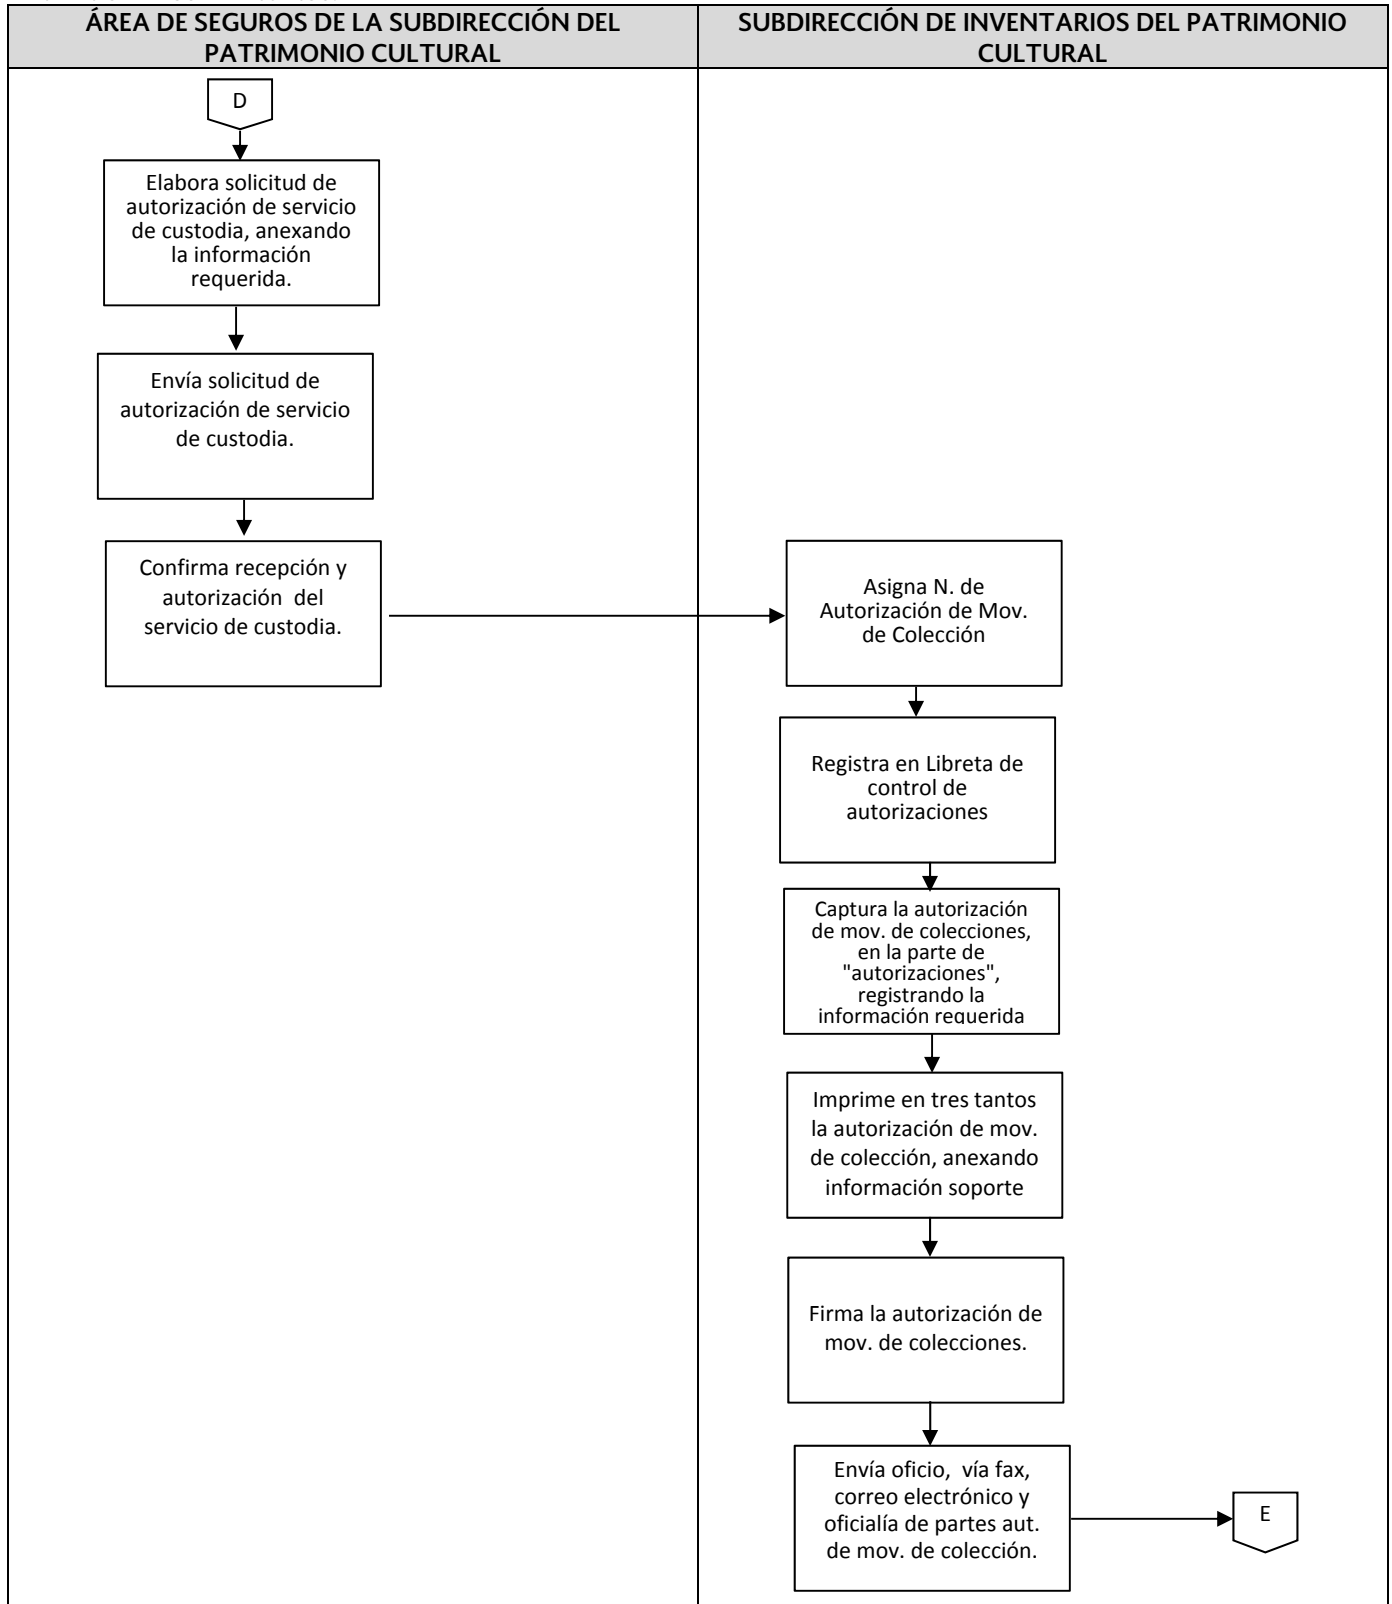 ÁREA DE SEGUROS DE LA SUBDIRECCIÓN DEL
PATRIMONIO CULTURAL
SUBDIRECCIÓN DE INVENTARIOS DEL PATRIMONIO
CULTURAL
D
Elabora solicitud de
autorización de servicio
de custodia, anexando
la información
requerida.
Envía solicitud de
autorización de servicio
de custodia.
Confirma recepción y
autorización del
servicio de custodia.
Asigna N. de
Autorización de Mov.
de Colección
Registra en Libreta de
control de
autorizaciones
Captura la autorización
de mov. de colecciones,
en la parte de
"autorizaciones",
registrando la
información requerida
Imprime en tres tantos
la autorización de mov.
de colección, anexando
información soporte
Firma la autorización de
mov. de colecciones.
Envía oficio, vía fax,
correo electrónico y
oficialía de partes aut.
de mov. de colección.
E